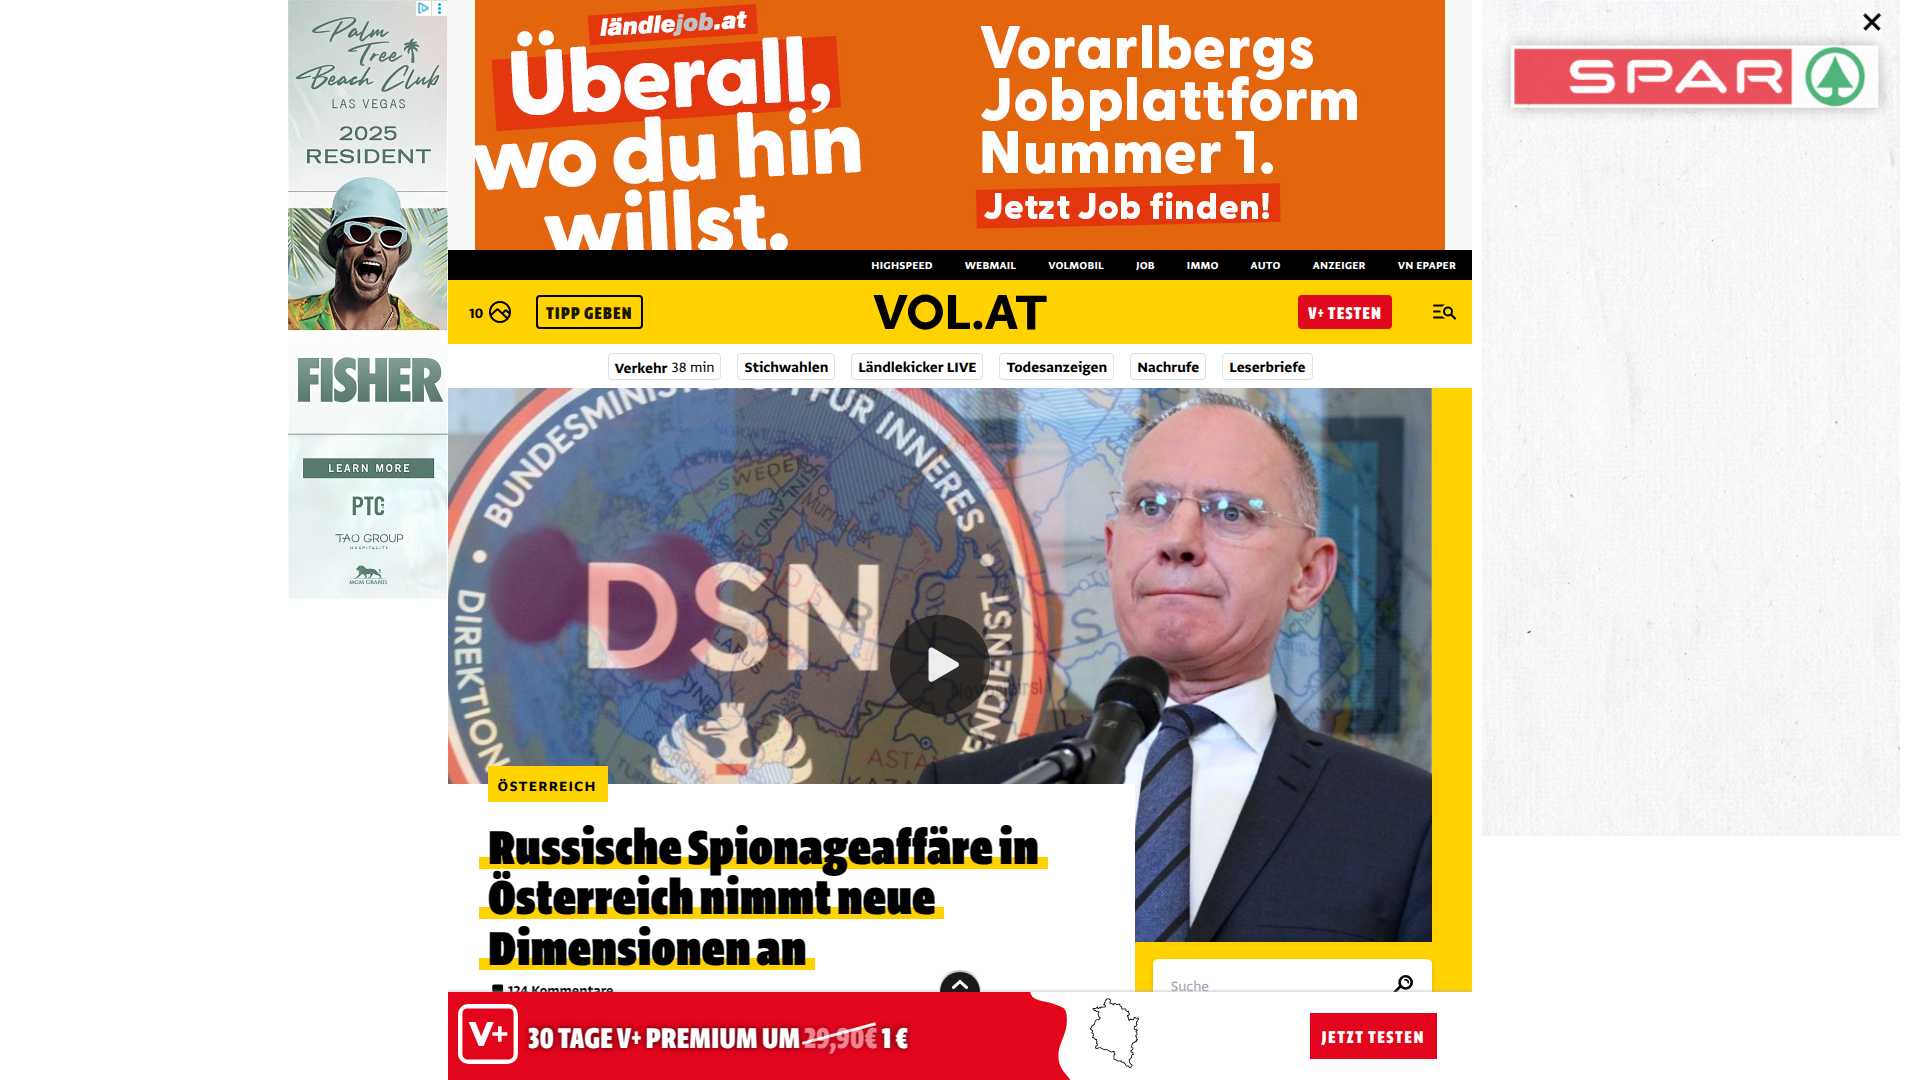 Palm
Tree
Beach Club
LAS VEGAS
2025
RESIDENT
FISHER
LEARN MORE
PTC
TAO GROUP
HOSPITALITY
MGM GRAND
ländlejob.at
Überall,
wo du hin
willst.
Vorarlbergs
Jobplattform
Nummer 1.
Jetzt Job finden!
SPAR
HIGHSPEED WEBMAIL VOLMOBIL JOB IMMO AUTO ANZEIGER VN EPAPER
10 TIPP GEBEN VOL.AT V+ TESTEN
Verkehr 38 min Stichwahlen Ländlekicker LIVE Todesanzeigen Nachrufe Leserbriefe
FÜR INNERES
DSN
DIREKTION
ÖSTERREICH
Russische Spionageaffäre in
Österreich nimmt neue
Dimensionen an
124 Kommentare
Suche
V+ 30 TAGE V+ PREMIUM UM 29,90€ 1 €
JETZT TESTEN